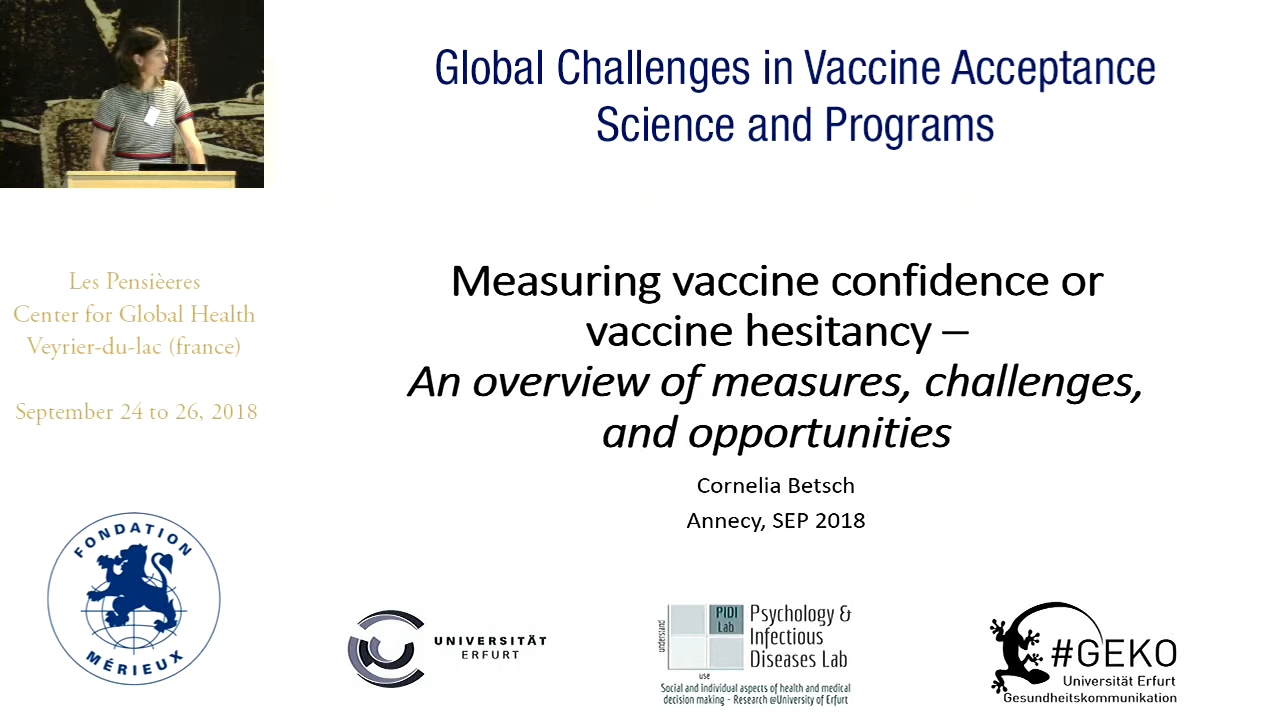 Global Challenges in Vaccine Acceptance
Science and Programs
Les Pensièeres
Center for Global Health
Veyrier-du-lac (france)
September 24 to 26, 2018
Measuring vaccine confidence or
vaccine hesitancy –
An overview of measures, challenges,
and opportunities
Cornelia Betsch
Annecy, SEP 2018
FONDATION
MÉRIEUX
UNIVERSITÄT
ERFURT
understand
PIDI
Lab
use
Psychology &
Infectious
Diseases Lab
Social and individual aspects of health and medical
decision making - Research @University of Erfurt
#GEKO
Universität Erfurt
Gesundheitskommunikation